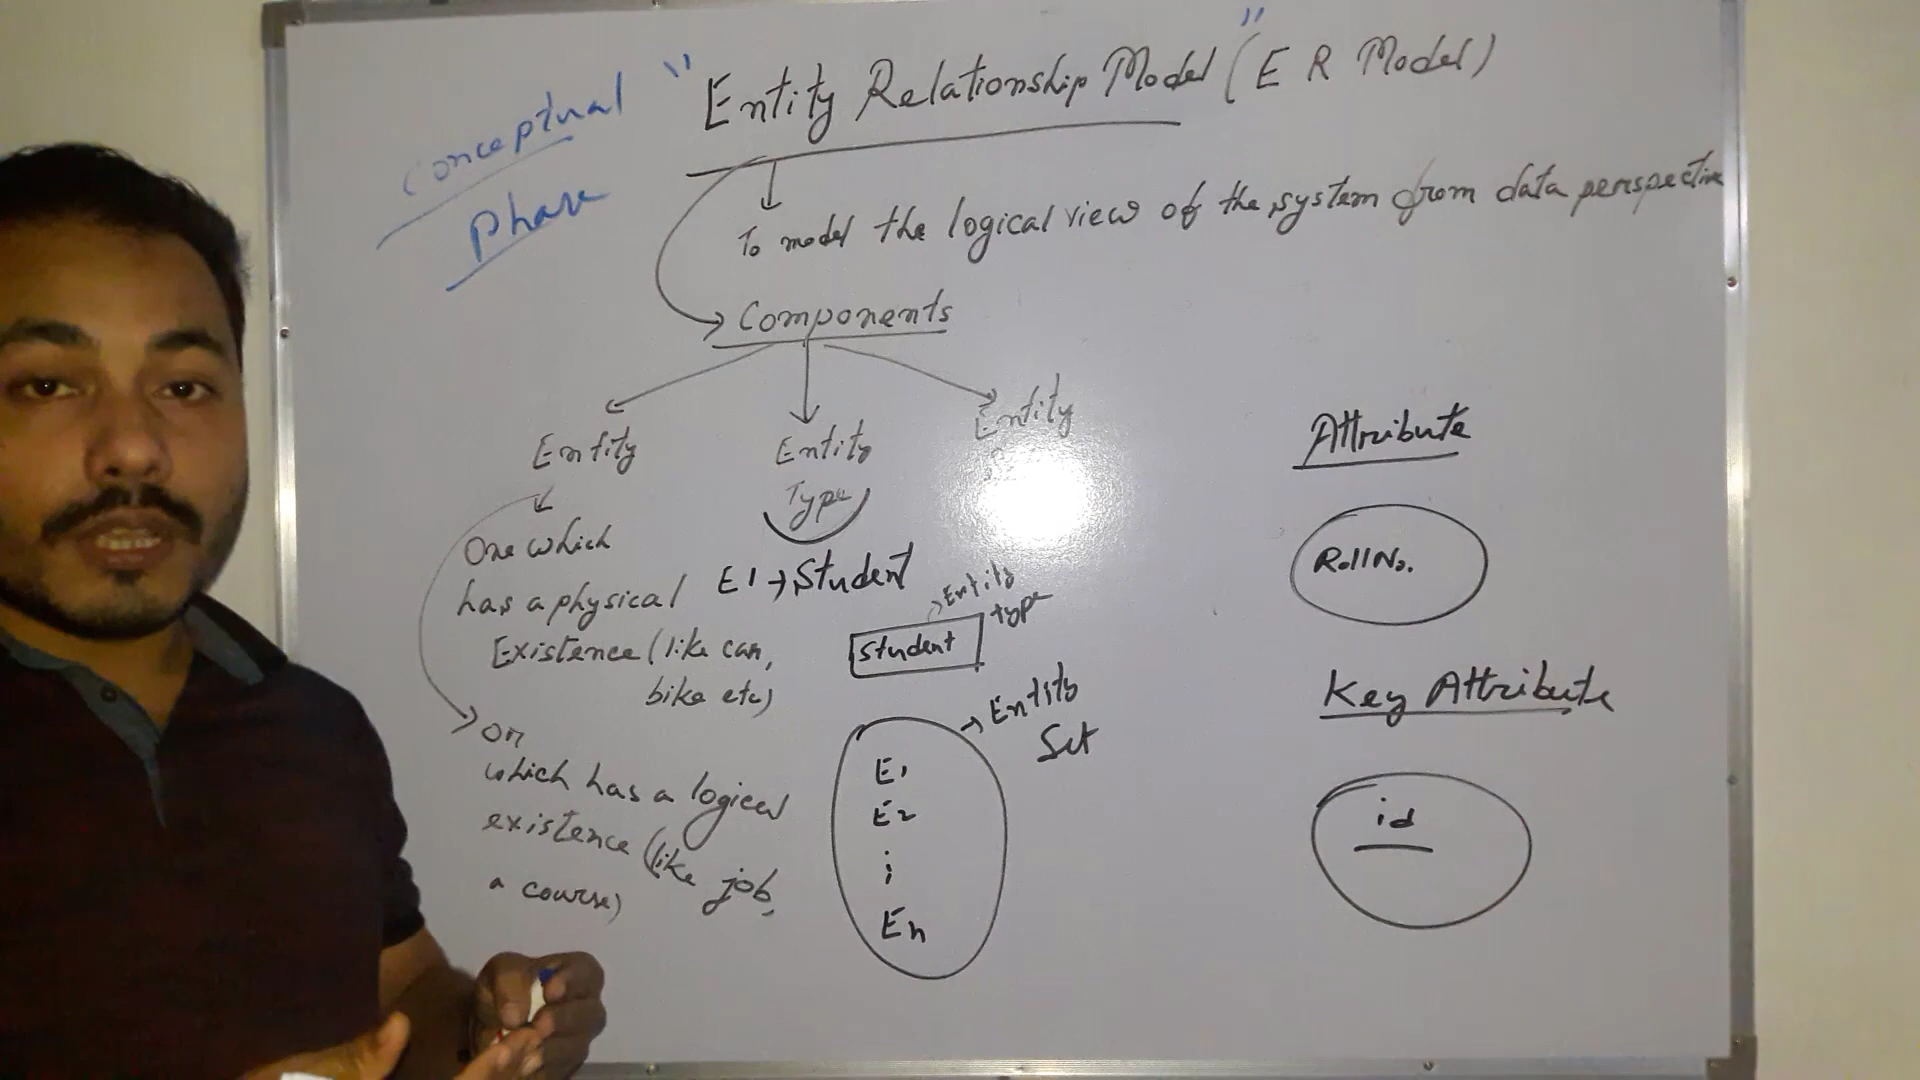 Conceptual
Phase
"Entity Relationship Model" (E R Model)
To model the logical view of the system from data perspective
Components
Entity
Entity
Type
Entity
One which
has a physical
Existence (like car,
bike etc)
or
which has a logical
existence (like job,
a course)
E1 → Student
Entity
type
Student
Entity
Set
E1
E2
En
Attribute
Roll No.
Key Attribute
id